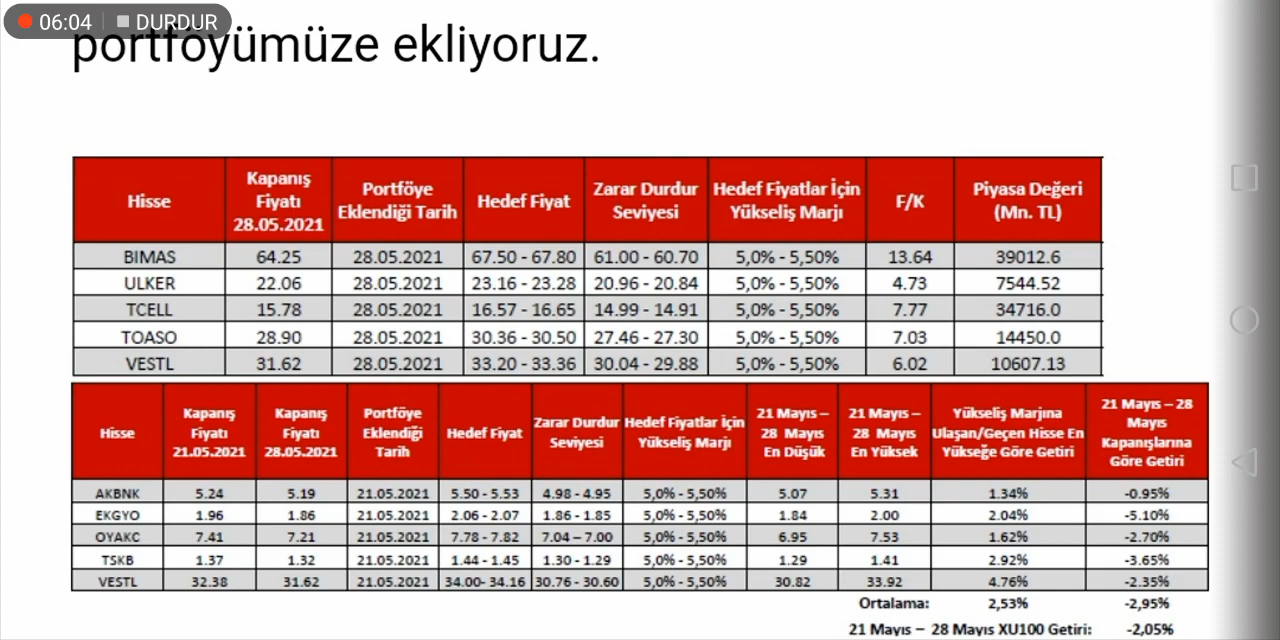 06:04 DURDUR
portföyümüze ekliyoruz.
Hisse Kapanış Fiyatı 28.05.2021 Portföye Eklendiği Tarih Hedef Fiyat Zarar Durdur Seviyesi Hedef Fiyatlar İçin Yükseliş Marjı F/K Piyasa Değeri (Mn. TL)
BIMAS 64.25 28.05.2021 67.50 - 67.80 61.00 - 60.70 5,0% - 5,50% 13.64 39012.6
ULKER 22.06 28.05.2021 23.16 - 23.28 20.96 - 20.84 5,0% - 5,50% 4.73 7544.52
TCELL 15.78 28.05.2021 16.57 - 16.65 14.99 - 14.91 5,0% - 5,50% 7.77 34716.0
TOASO 28.90 28.05.2021 30.36 - 30.50 27.46 - 27.30 5,0% - 5,50% 7.03 14450.0
VESTL 31.62 28.05.2021 33.20 - 33.36 30.04 - 29.88 5,0% - 5,50% 6.02 10607.13
Hisse Kapanış Fiyatı 21.05.2021 Kapanış Fiyatı 28.05.2021 Portföye Eklendiği Tarih Hedef Fiyat Zarar Durdur Seviyesi Hedef Fiyatlar İçin Yükseliş Marjı 21 Mayıs – 28 Mayıs En Düşük 21 Mayıs – 28 Mayıs En Yüksek Yükseliş Marjına Ulaşan/Geçen Hisse En Yükseğe Göre Getiri 21 Mayıs – 28 Mayıs Kapanışlarına Göre Getiri
AKBNK 5.24 5.19 21.05.2021 5.50 - 5.53 4.98 - 4.95 5,0% - 5,50% 5.07 5.31 1.34% -0.95%
EKGYO 1.96 1.86 21.05.2021 2.06 - 2.07 1.86 - 1.85 5,0% - 5,50% 1.84 2.00 2.04% -5.10%
OYAKC 7.41 7.21 21.05.2021 7.78 - 7.82 7.04 – 7.00 5,0% - 5,50% 6.95 7.53 1.62% -2.70%
TSKB 1.37 1.32 21.05.2021 1.44 - 1.45 1.30 - 1.29 5,0% - 5,50% 1.29 1.41 2.92% -3.65%
VESTL 32.38 31.62 21.05.2021 34.00- 34.16 30.76 - 30.60 5,0% - 5,50% 30.82 33.92 4.76% -2.35%
Ortalama: 2,53% -2,95%
21 Mayıs – 28 Mayıs XU100 Getiri: -2,05%